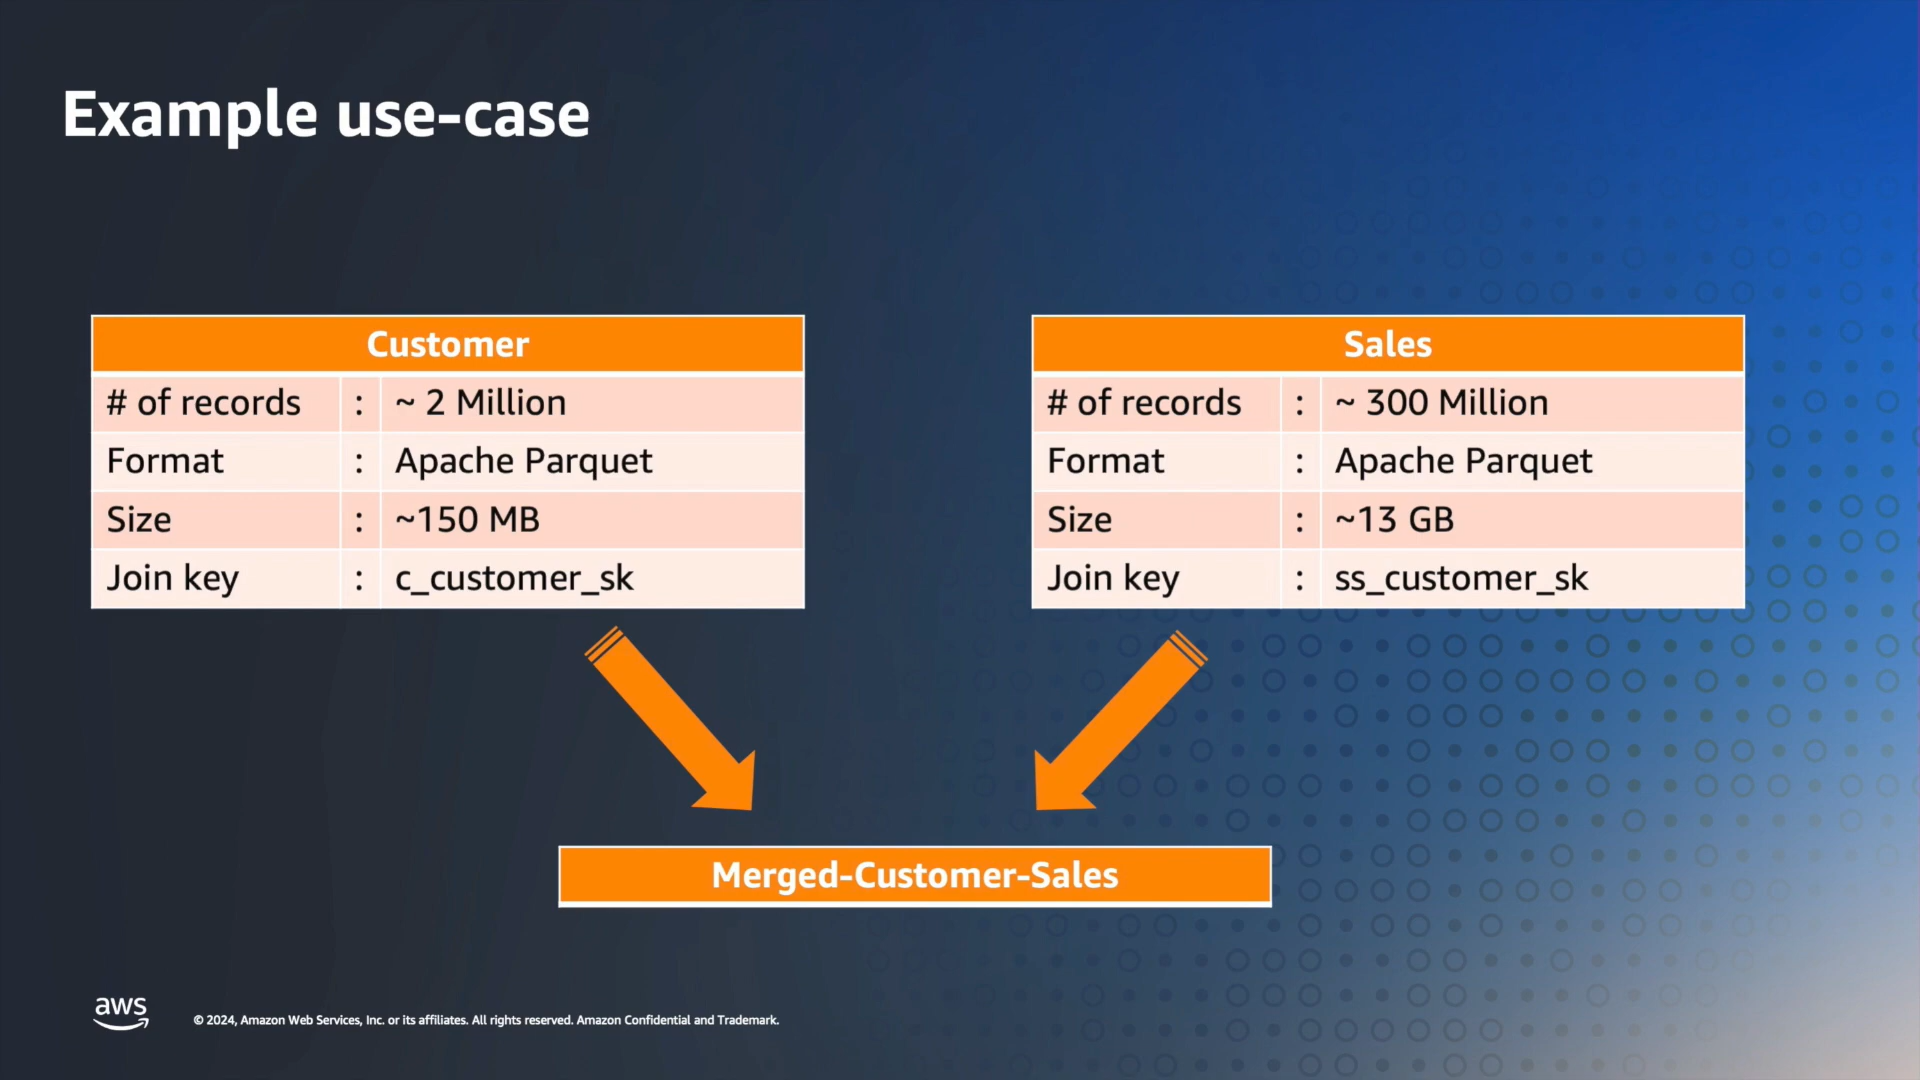 Example use-case
Customer
# of records : ~ 2 Million
Format : Apache Parquet
Size : ~150 MB
Join key : c_customer_sk
Sales
# of records : ~ 300 Million
Format : Apache Parquet
Size : ~13 GB
Join key : ss_customer_sk
Merged-Customer-Sales
aws
© 2024, Amazon Web Services, Inc. or its affiliates. All rights reserved. Amazon Confidential and Trademark.